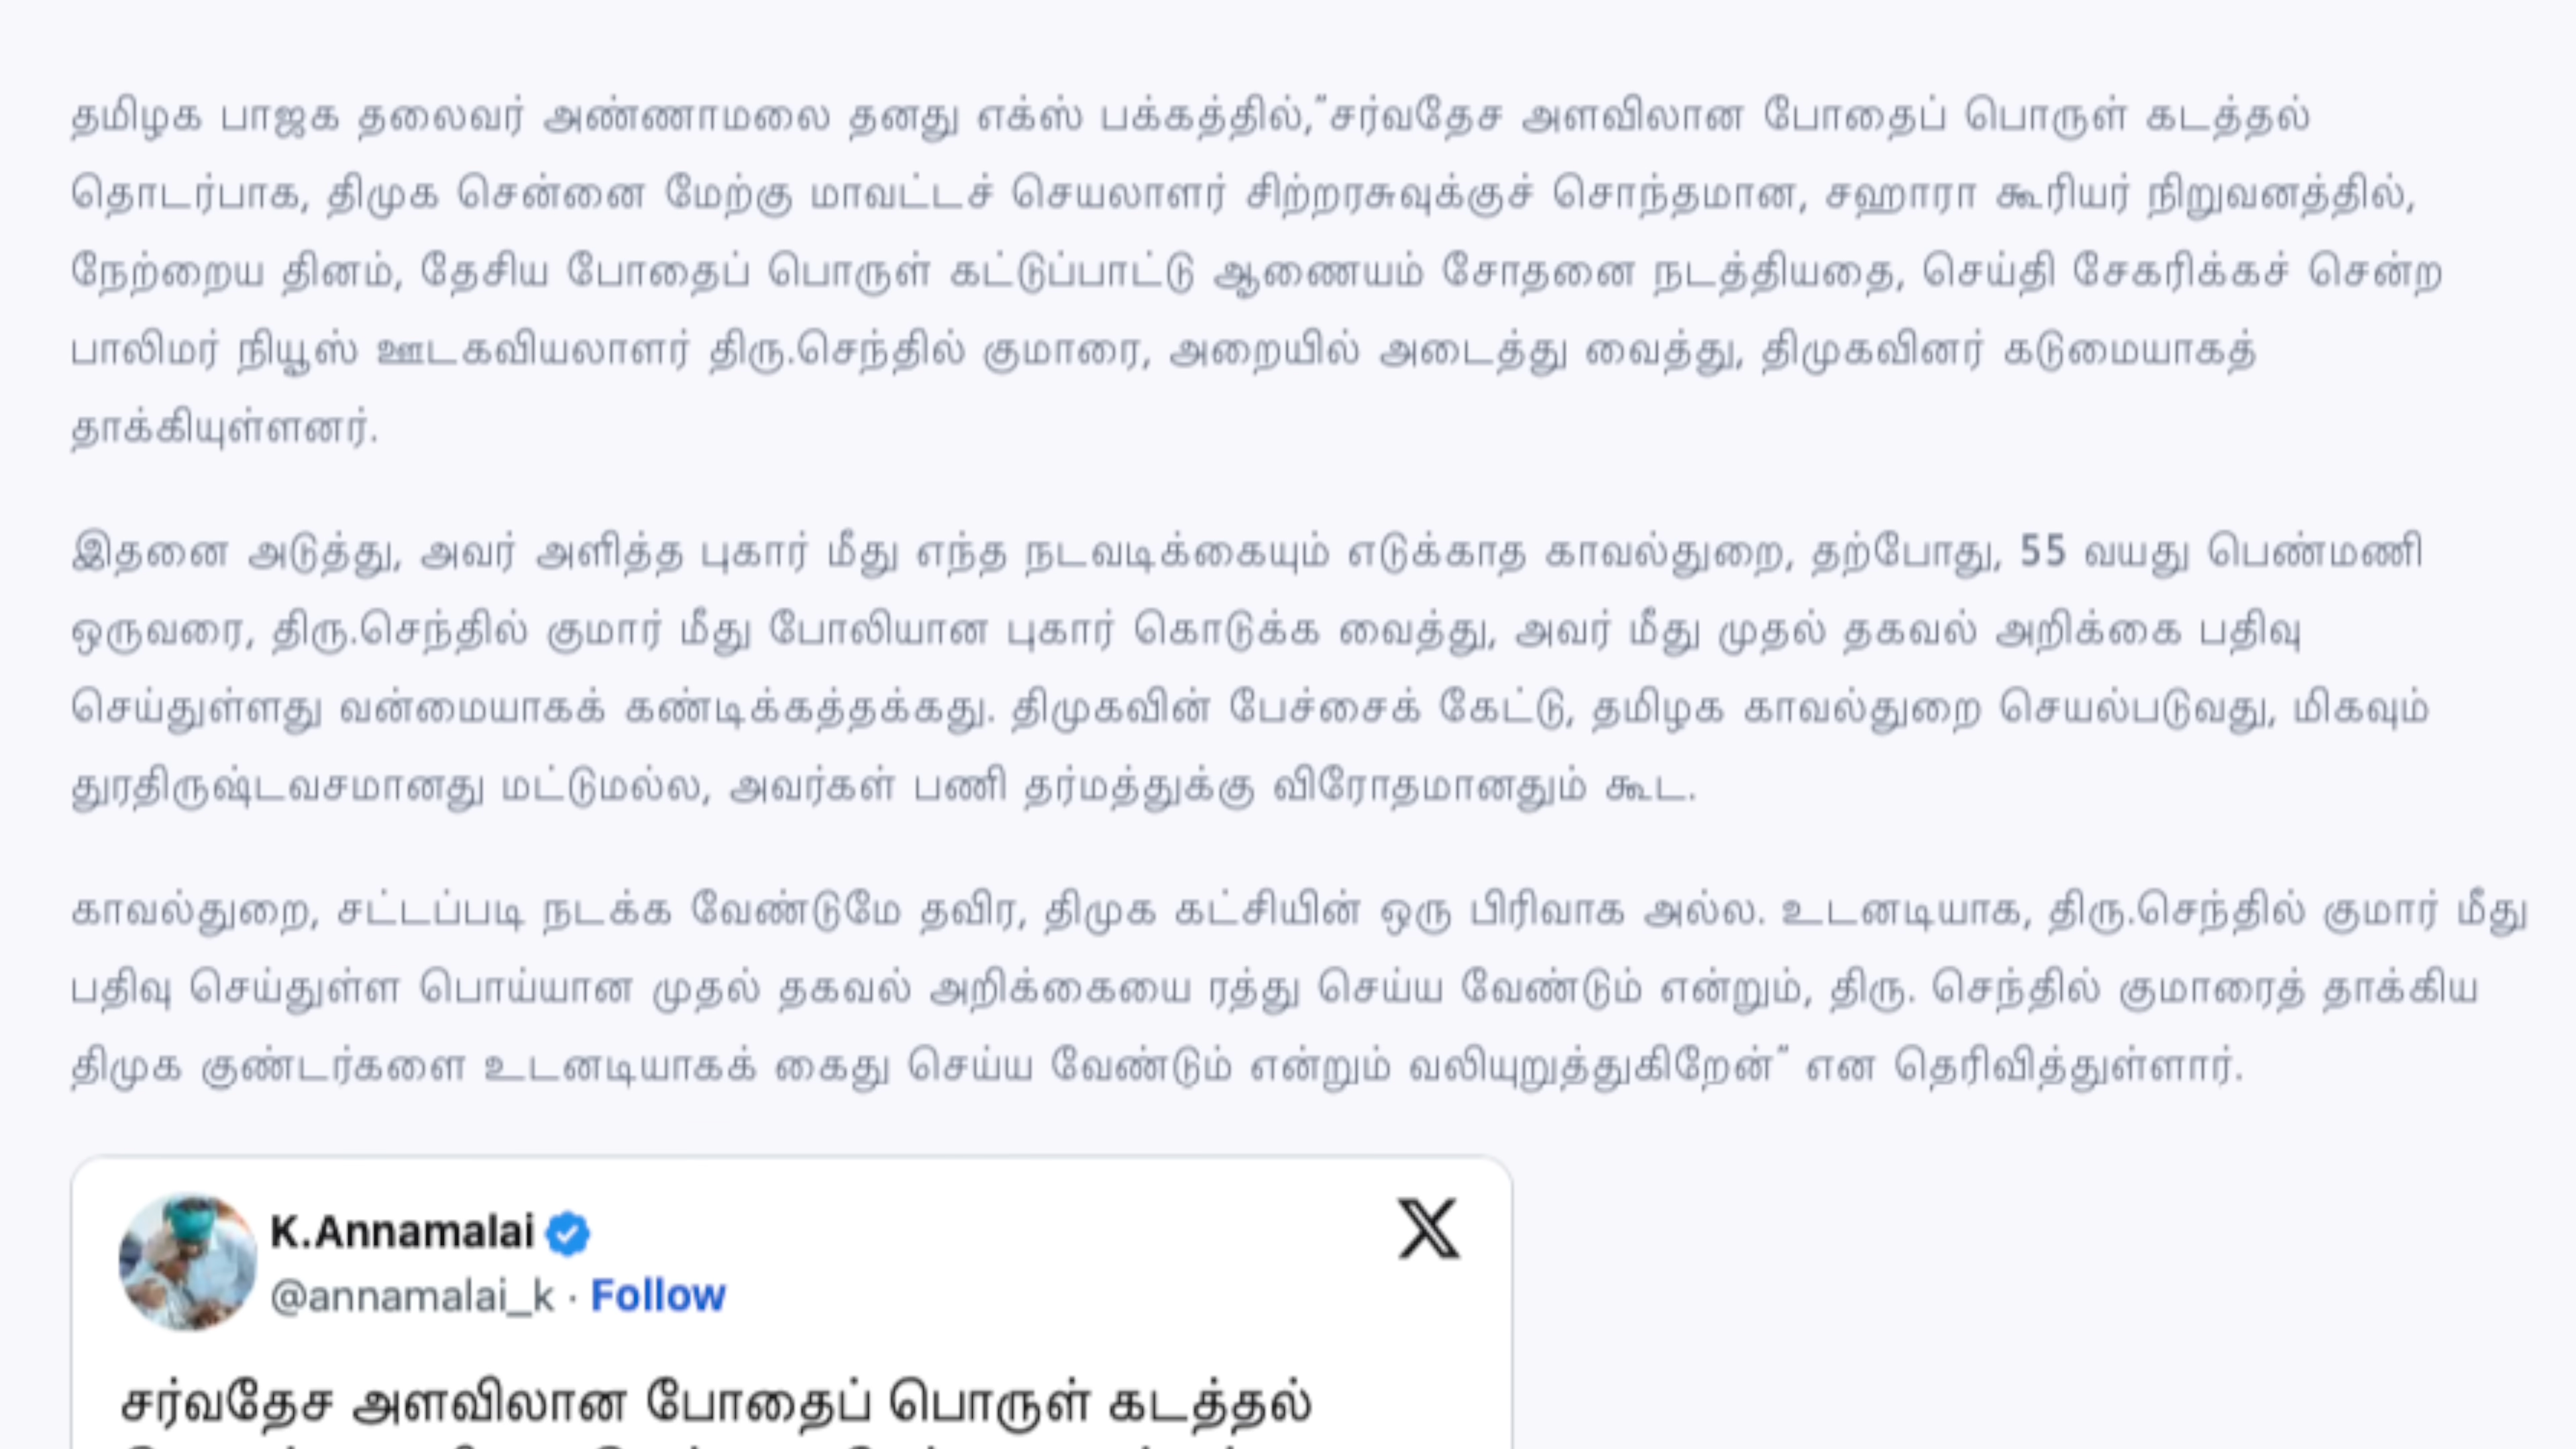 தமிழக பாஜக தலைவர் அண்ணாமலை தனது எக்ஸ் பக்கத்தில்,"சர்வதேச அளவிலான போதைப் பொருள் கடத்தல்
தொடர்பாக, திமுக சென்னை மேற்கு மாவட்டச் செயலாளர் சிற்றரசுவுக்குச் சொந்தமான, சஹாரா கூரியர் நிறுவனத்தில்,
நேற்றைய தினம், தேசிய போதைப் பொருள் கட்டுப்பாட்டு ஆணையம் சோதனை நடத்தியதை, செய்தி சேகரிக்கச் சென்ற
பாலிமர் நியூஸ் ஊடகவியலாளர் திரு.செந்தில் குமாரை, அறையில் அடைத்து வைத்து, திமுகவினர் கடுமையாகத்
தாக்கியுள்ளனர்.
இதனை அடுத்து, அவர் அளித்த புகார் மீது எந்த நடவடிக்கையும் எடுக்காத காவல்துறை, தற்போது, 55 வயது பெண்மணி
ஒருவரை, திரு.செந்தில் குமார் மீது போலியான புகார் கொடுக்க வைத்து, அவர் மீது முதல் தகவல் அறிக்கை பதிவு
செய்துள்ளது வன்மையாகக் கண்டிக்கத்தக்கது. திமுகவின் பேச்சைக் கேட்டு, தமிழக காவல்துறை செயல்படுவது, மிகவும்
துரதிருஷ்டவசமானது மட்டுமல்ல, அவர்கள் பணி தர்மத்துக்கு விரோதமானதும் கூட.
காவல்துறை, சட்டப்படி நடக்க வேண்டுமே தவிர, திமுக கட்சியின் ஒரு பிரிவாக அல்ல. உடனடியாக, திரு.செந்தில் குமார் மீது
பதிவு செய்துள்ள பொய்யான முதல் தகவல் அறிக்கையை ரத்து செய்ய வேண்டும் என்றும், திரு. செந்தில் குமாரைத் தாக்கிய
திமுக குண்டர்களை உடனடியாகக் கைது செய்ய வேண்டும் என்றும் வலியுறுத்துகிறேன்" என தெரிவித்துள்ளார்.
K.Annamalai
@annamalai_k · Follow
சர்வதேச அளவிலான போதைப் பொருள் கடத்தல்